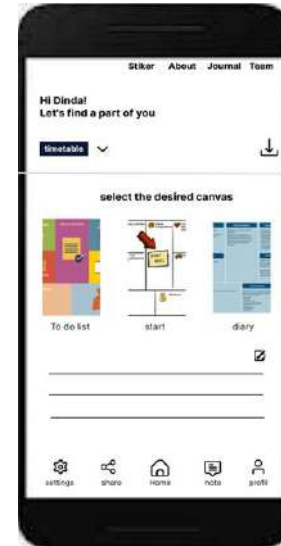 Stiker About Journal Team
Hi Dinda!
Let's find a part of you
timetable
select the desired canvas
To do list start diary
settings share Home note profil